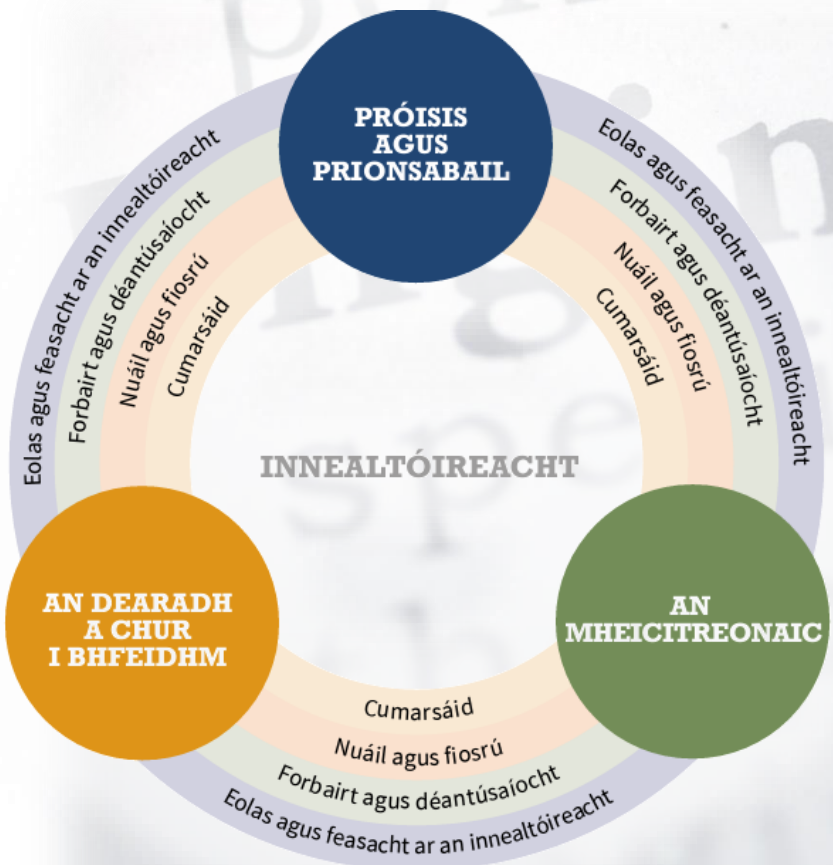 PRÓISIS
AGUS
PRIONSABAIL
Eolas agus feasacht ar an innealtóireacht
Forbairt agus déantúsaíocht
Nuáil agus fiosrú
Cumarsáid
Eolas agus feasacht ar an innealtóireacht
Forbairt agus déantúsaíocht
Nuáil agus fiosrú
Cumarsáid
INNEALTÓIREACHT
AN DEARADH
A CHUR
I BHFEIDHM
AN
MHEICITREONAIC
Cumarsáid
Nuáil agus fiosrú
Forbairt agus déantúsaíocht
Eolas agus feasacht ar an innealtóireacht